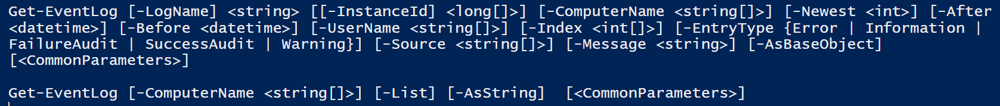 Get-EventLog [-LogName] <string> [[-InstanceId] <long[]>] [-ComputerName <string[]>] [-Newest <int>] [-After
<datetime>] [-Before <datetime>] [-UserName <string[]>] [-Index <int[]>] [-EntryType {Error | Information |
FailureAudit | SuccessAudit | Warning}] [-Source <string[]>] [-Message <string>] [-AsBaseObject]
[<CommonParameters>]

Get-EventLog [-ComputerName <string[]>] [-List] [-AsString]  [<CommonParameters>]